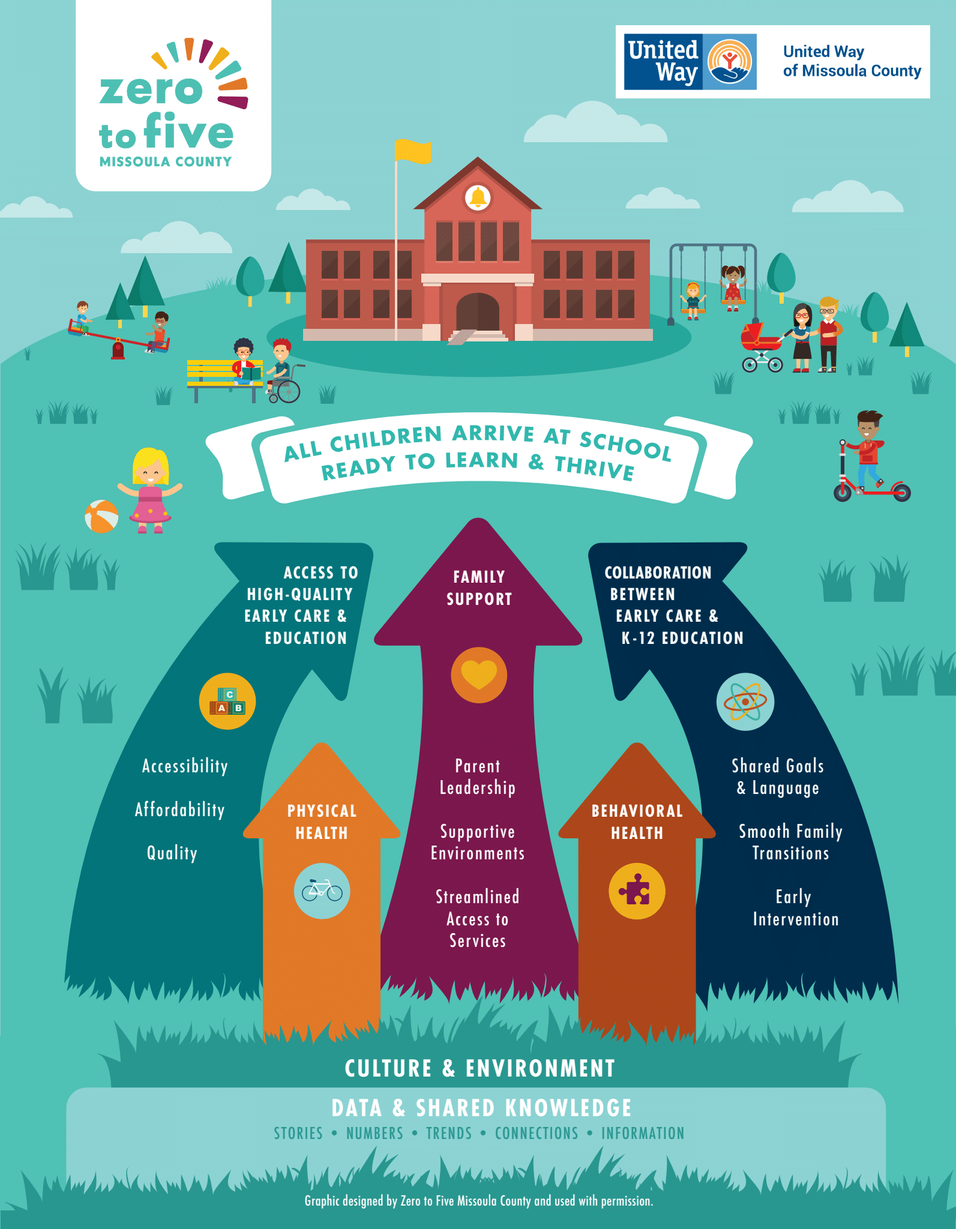 zero
to five
MISSOULA COUNTY
United
Way
United Way
of Missoula County
ALL CHILDREN ARRIVE AT SCHOOL
READY TO LEARN & THRIVE
ACCESS TO
HIGH-QUALITY
EARLY CARE &
EDUCATION
C
A B
Accessibility
Affordability
Quality
PHYSICAL
HEALTH
FAMILY
SUPPORT
Parent
Leadership
Supportive
Environments
Streamlined
Access to
Services
BEHAVIORAL
HEALTH
COLLABORATION
BETWEEN
EARLY CARE &
K-12 EDUCATION
Shared Goals
& Language
Smooth Family
Transitions
Early
Intervention
CULTURE & ENVIRONMENT
DATA & SHARED KNOWLEDGE
STORIES • NUMBERS • TRENDS • CONNECTIONS • INFORMATION
Graphic designed by Zero to Five Missoula County and used with permission.